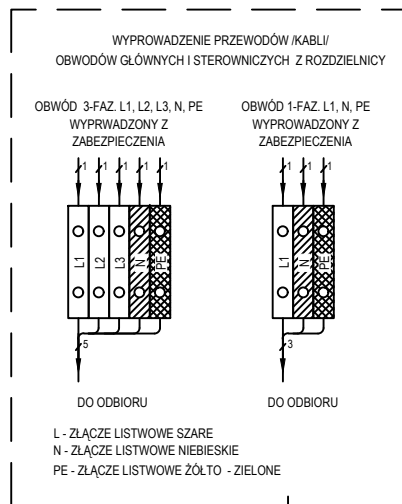 WYPROWADZENIE PRZEWODÓW /KABLI/
OBWODÓW GŁÓWNYCH I STEROWNICZYCH Z ROZDZIELNICY
OBWÓD 3-FAZ. L1, L2, L3, N, PE
WYPRWADZONY Z
ZABEZPIECZENIA
1 1 1 1 1
L1 L2 L3 N PE
5
DO ODBIORU
OBWÓD 1-FAZ. L1, N, PE
WYPROWADZONY Z
ZABEZPIECZENIA
1 1 1
L1 N PE
3
DO ODBIORU
L - ZŁĄCZE LISTWOWE SZARE
N - ZŁĄCZE LISTWOWE NIEBIESKIE
PE - ZŁĄCZE LISTWOWE ŻÓŁTO - ZIELONE